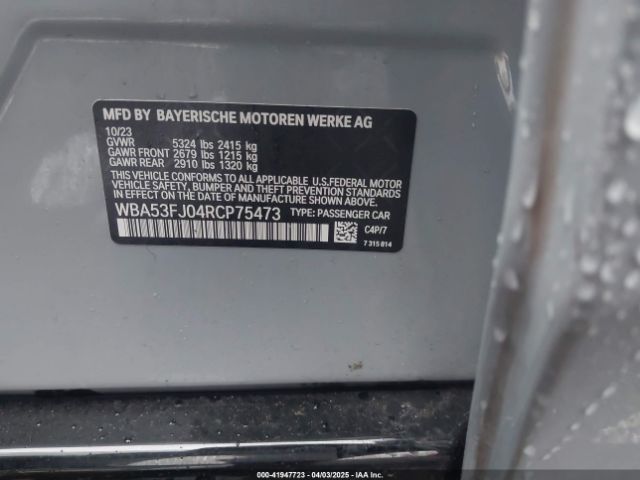 MFD BY BAYERISCHE MOTOREN WERKE AG
10/23
GVWR 5324 lbs 2415 kg
GAWR FRONT 2679 lbs 1215 kg
GAWR REAR 2910 lbs 1320 kg
THIS VEHICLE CONFORMS TO ALL APPLICABLE U.S.FEDERAL MOTOR
VEHICLE SAFETY, BUMPER, AND THEFT PREVENTION STANDARDS
IN EFFECT ON THE DATE OF MANUFACTURE SHOWN ABOVE.
WBA53FJ04RCP75473 TYPE: PASSENGER CAR
C4P/7
7 315 814
000-41947723 - 04/03/2025 - IAA Inc.